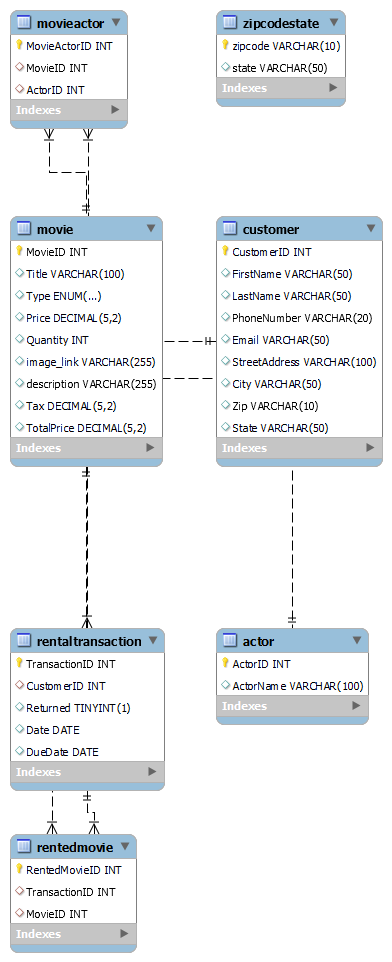 movieactor
MovieActorID INT
MovieID INT
ActorID INT
Indexes
zipcodestate
zipcode VARCHAR(10)
state VARCHAR(50)
Indexes
movie
MovieID INT
Title VARCHAR(100)
Type ENUM(...)
Price DECIMAL(5,2)
Quantity INT
image_link VARCHAR(255)
description VARCHAR(255)
Tax DECIMAL(5,2)
TotalPrice DECIMAL(5,2)
Indexes
customer
CustomerID INT
FirstName VARCHAR(50)
LastName VARCHAR(50)
PhoneNumber VARCHAR(20)
Email VARCHAR(50)
StreetAddress VARCHAR(100)
City VARCHAR(50)
Zip VARCHAR(10)
State VARCHAR(50)
Indexes
rentaltransaction
TransactionID INT
CustomerID INT
Returned TINYINT(1)
Date DATE
DueDate DATE
Indexes
actor
ActorID INT
ActorName VARCHAR(100)
Indexes
rentedmovie
RentedMovieID INT
TransactionID INT
MovieID INT
Indexes